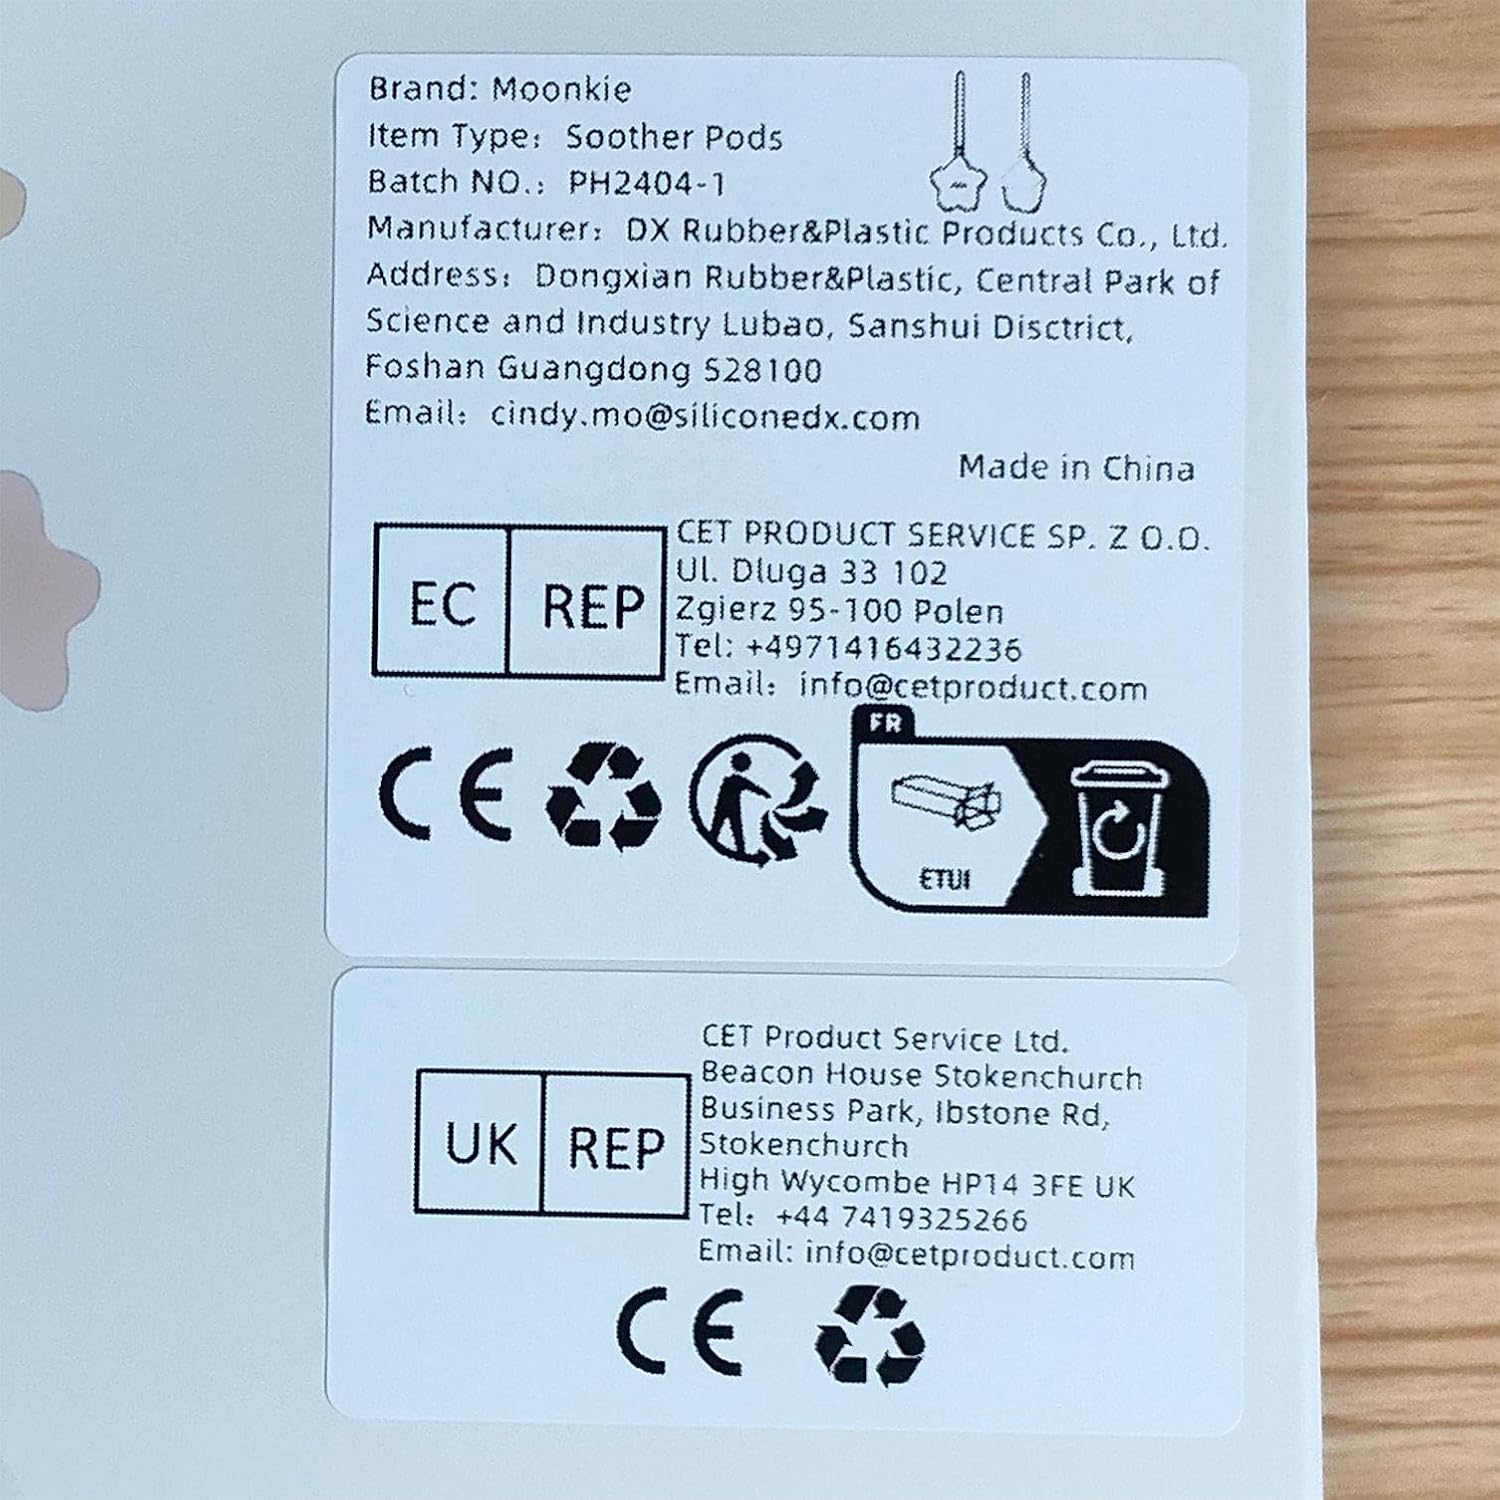 Brand: Moonkie
Item Type: Soother Pods
Batch NO.: PH2404-1
Manufacturer: DX Rubber&Plastic Products Co., Ltd.
Address: Dongxian Rubber&Plastic, Central Park of
Science and Industry Lubao, Sanshui Disctrict,
Foshan Guangdong 528100
Email: cindy.mo@siliconedx.com
Made in China
EC REP
CET PRODUCT SERVICE SP. Z O.O.
Ul. Dluga 33 102
Zgierz 95-100 Polen
Tel: +4971416432236
Email: info@cetproduct.com
CE
FR
ETUI
UK REP
CET Product Service Ltd.
Beacon House Stokenchurch
Business Park, Ibstone Rd,
Stokenchurch
High Wycombe HP14 3FE UK
Tel: +44 7419325266
Email: info@cetproduct.com
CE